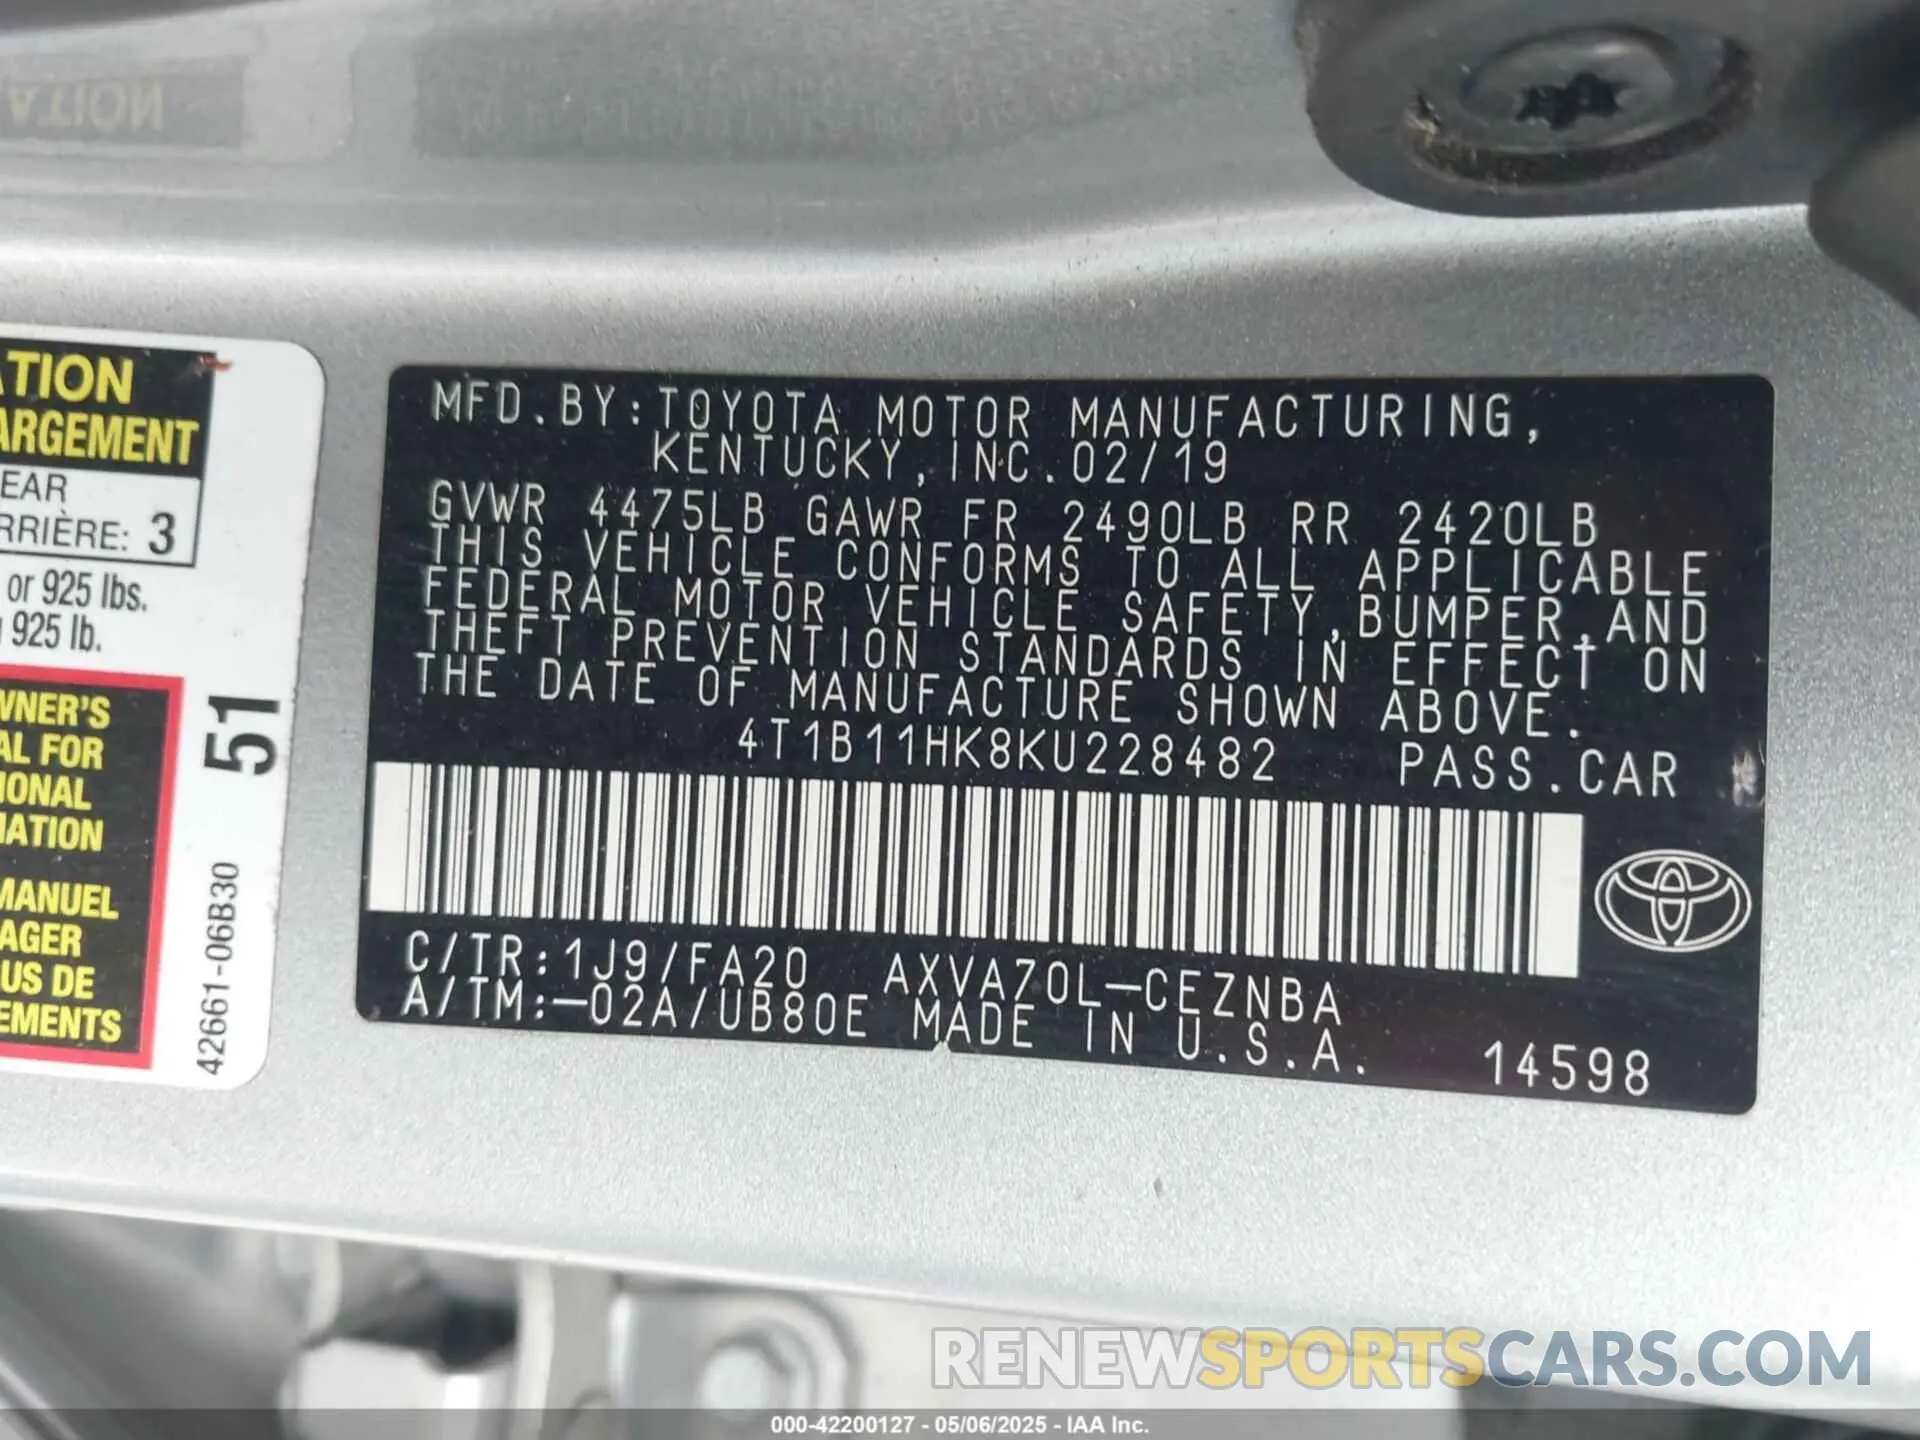 ATION
ATION
ARGEMENT
EAR
RRIÈRE: 3
or 925 lbs.
925 lb.
WNER'S
AL FOR
IONAL
MATION
MANUEL
AGER
US DE
EMENTS
51
42661-06B30
MFD.BY:TOYOTA MOTOR MANUFACTURING,
KENTUCKY,INC.02/19
GVWR 4475LB GAWR FR 2490LB RR 2420LB
THIS VEHICLE CONFORMS TO ALL APPLICABLE
FEDERAL MOTOR VEHICLE SAFETY,BUMPER,AND
THEFT PREVENTION STANDARDS IN EFFECT ON
THE DATE OF MANUFACTURE SHOWN ABOVE.
4T1B11HK8KU228482 PASS.CAR
C/TR:1J9/FA20 AXVA70L-CEZNBA
A/TM:-02A/UB80E MADE IN U.S.A. 14598
RENEWSPORTSCARS.COM
000-42200127 - 05/06/2025 - IAA Inc.